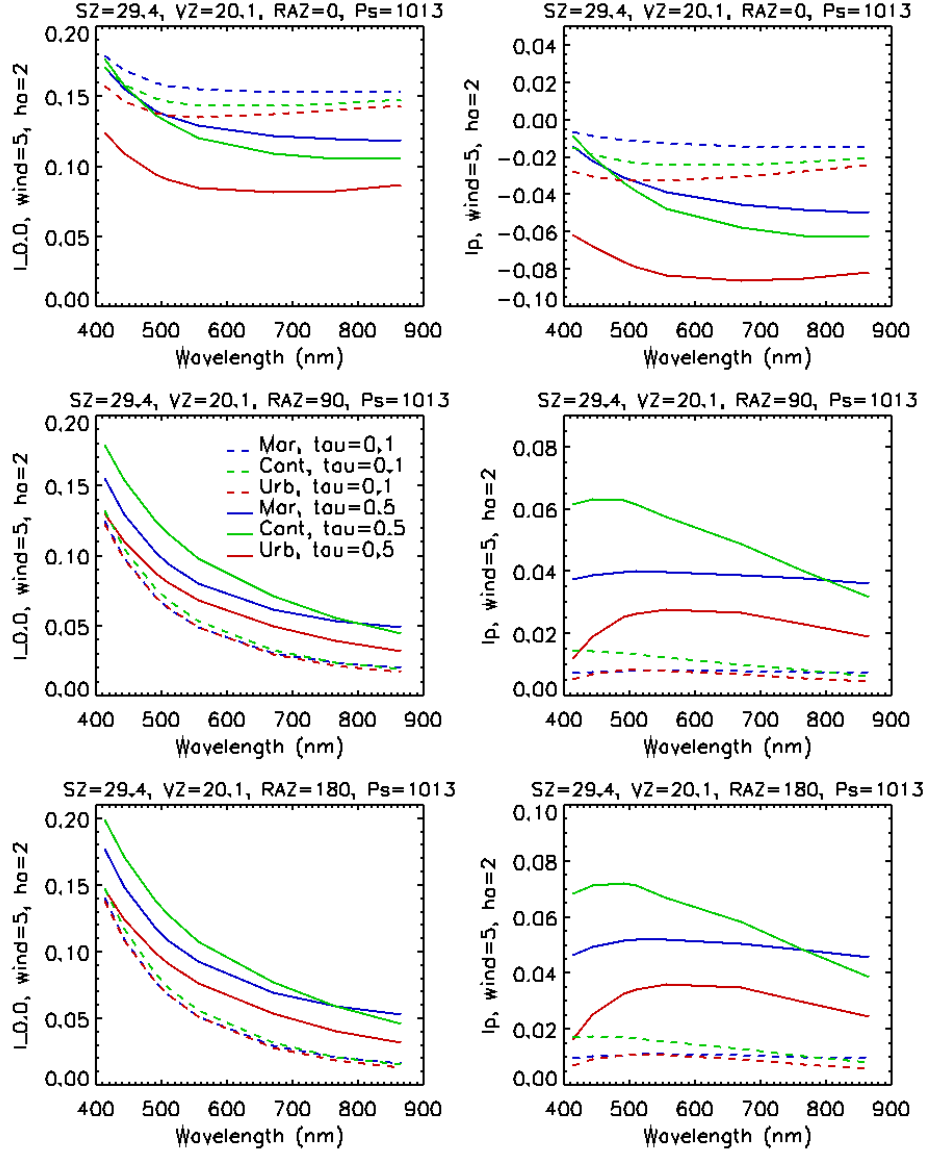 SZ=29.4, VZ=20.1, RAZ=0, Ps=1013
I_0.0, wind=5, ha=2
0.20
0.15
0.10
0.05
0.00
400 500 600 700 800 900
Wavelength (nm)
SZ=29.4, VZ=20.1, RAZ=0, Ps=1013
Ip, wind=5, ha=2
0.04
0.02
0.00
-0.02
-0.04
-0.06
-0.08
-0.10
400 500 600 700 800 900
Wavelength (nm)
SZ=29.4, VZ=20.1, RAZ=90, Ps=1013
I_0.0, wind=5, ha=2
0.20
0.15
0.10
0.05
0.00
Mar, tau=0.1
Cont, tau=0.1
Urb, tau=0.1
Mar, tau=0.5
Cont, tau=0.5
Urb, tau=0.5
400 500 600 700 800 900
Wavelength (nm)
SZ=29.4, VZ=20.1, RAZ=90, Ps=1013
Ip, wind=5, ha=2
0.08
0.06
0.04
0.02
0.00
400 500 600 700 800 900
Wavelength (nm)
SZ=29.4, VZ=20.1, RAZ=180, Ps=1013
I_0.0, wind=5, ha=2
0.20
0.15
0.10
0.05
0.00
400 500 600 700 800 900
Wavelength (nm)
SZ=29.4, VZ=20.1, RAZ=180, Ps=1013
Ip, wind=5, ha=2
0.10
0.08
0.06
0.04
0.02
0.00
400 500 600 700 800 900
Wavelength (nm)